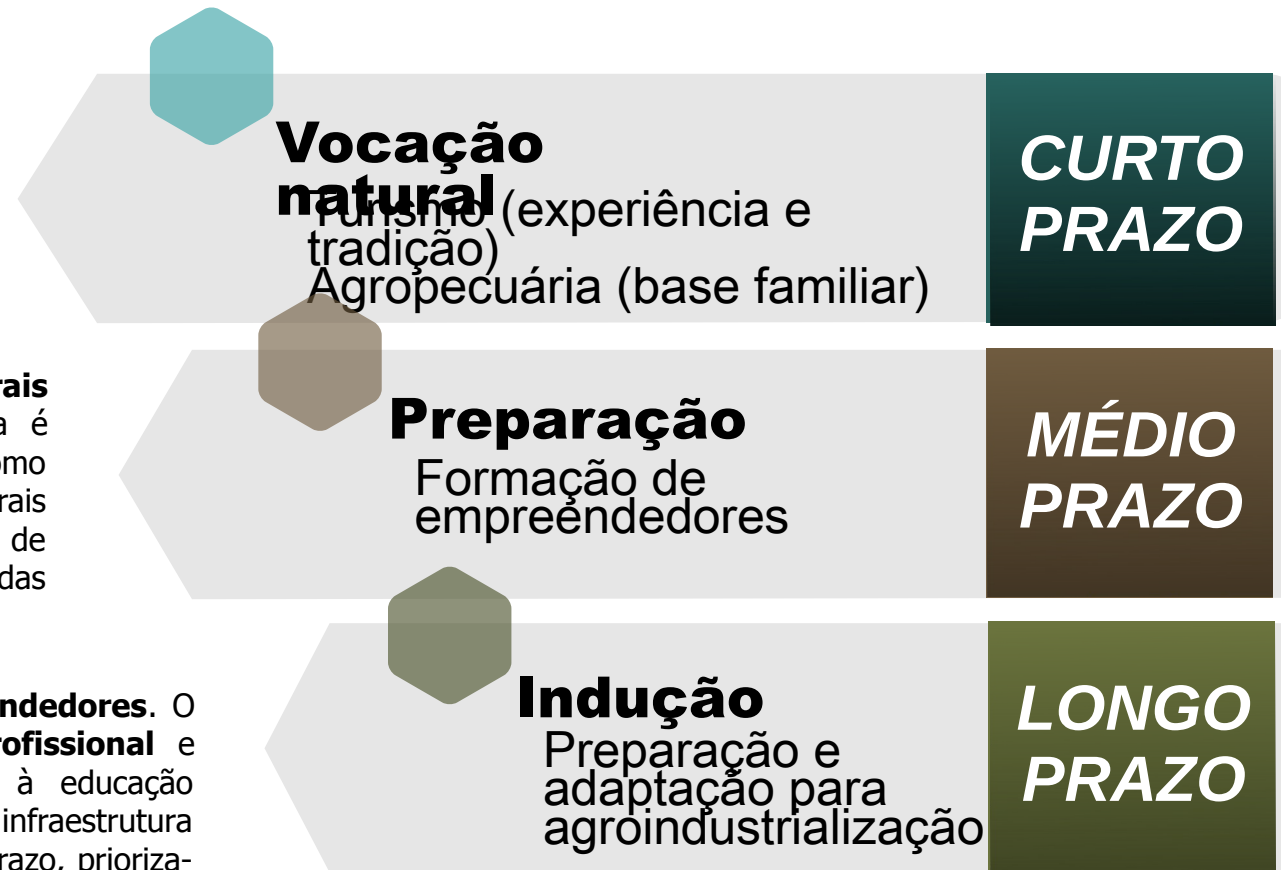 Vocação
natural
Turismo (experiência e
tradição)
Agropecuária (base familiar)
CURTO
PRAZO
rais
a é
omo
rais
de
das
Preparação
Formação de
empreendedores
MÉDIO
PRAZO
ndedores. O
rofissional e
à educação
infraestrutura
razo, prioriza-
Indução
Preparação e
adaptação para
agroindustrialização
LONGO
PRAZO